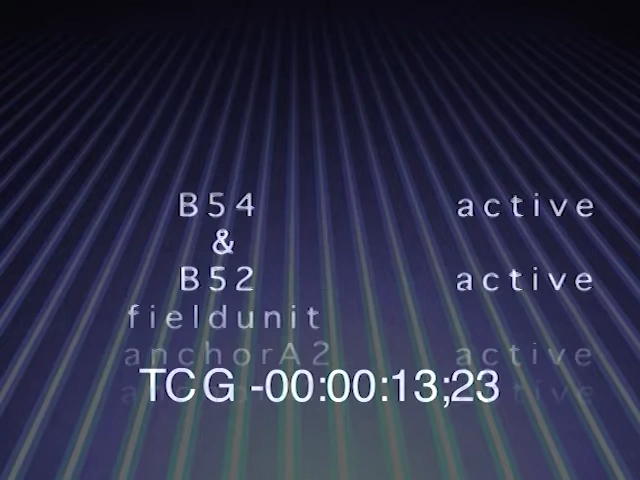 B54 active
&
B52 active
fieldunit
anchorA2 active
TCG -00:00:13;23